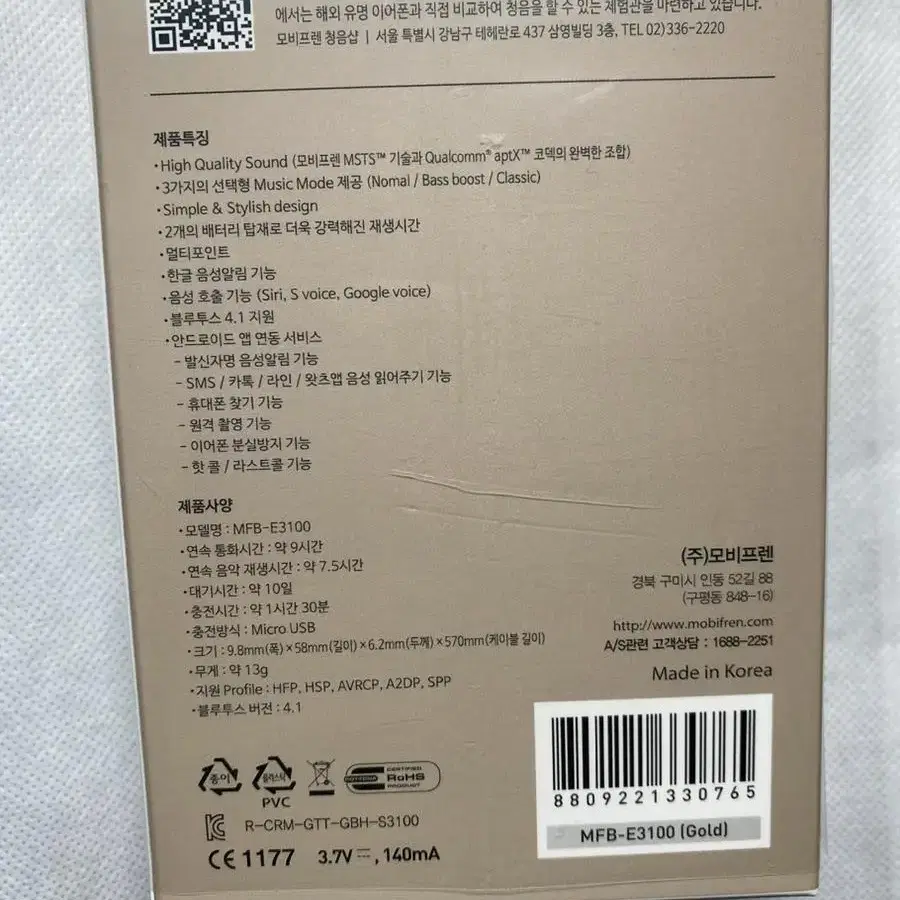 에서는 해외 유명 이어폰과 직접 비교하여 청음을 할 수 있는 체험관을 마련하고 있습니다.
모비프렌 청음샵 | 서울 특별시 강남구 테헤란로 437 삼영빌딩 3층, TEL 02)336-2220
제품특징
·High Quality Sound (모비프렌 MSTS™ 기술과 Qualcomm® aptX™ 코덱의 완벽한 조합)
·3가지의 선택형 Music Mode 제공 (Nomal / Bass boost / Classic)
·Simple & Stylish design
·2개의 배터리 탑재로 더욱 강력해진 재생시간
·멀티포인트
·한글 음성알림 기능
·음성 호출 기능 (Siri, S voice, Google voice)
·블루투스 4.1 지원
·안드로이드 앱 연동 서비스
- 발신자명 음성알림 기능
- SMS / 카톡 / 라인 / 왓츠앱 음성 읽어주기 기능
- 휴대폰 찾기 기능
- 원격 촬영 기능
- 이어폰 분실방지 기능
- 핫 콜 / 라스트콜 기능
제품사양
·모델명 : MFB-E3100
·연속 통화시간 : 약 9시간
·연속 음악 재생시간 : 약 7.5시간
·대기시간 : 약 10일
·충전시간 : 약 1시간 30분
·충전방식 : Micro USB
·크기 : 9.8mm(폭)×58mm(길이)×6.2mm(두께)×570mm(케이블 길이)
·무게 : 약 13g
·지원 Profile : HFP, HSP, AVRCP, A2DP, SPP
·블루투스 버전 : 4.1
(주)모비프렌
경북 구미시 인동 52길 88
(구평동 848-16)
http://www.mobifren.com
A/S관련 고객상담 : 1688-2251
Made in Korea
종이
플라스틱
PVC
CERTIFIED
RoHS
PRODUCT
R-CRM-GTT-GBH-S3100
CE 1177 3.7V⎓, 140mA
8809221330765
MFB-E3100 (Gold)